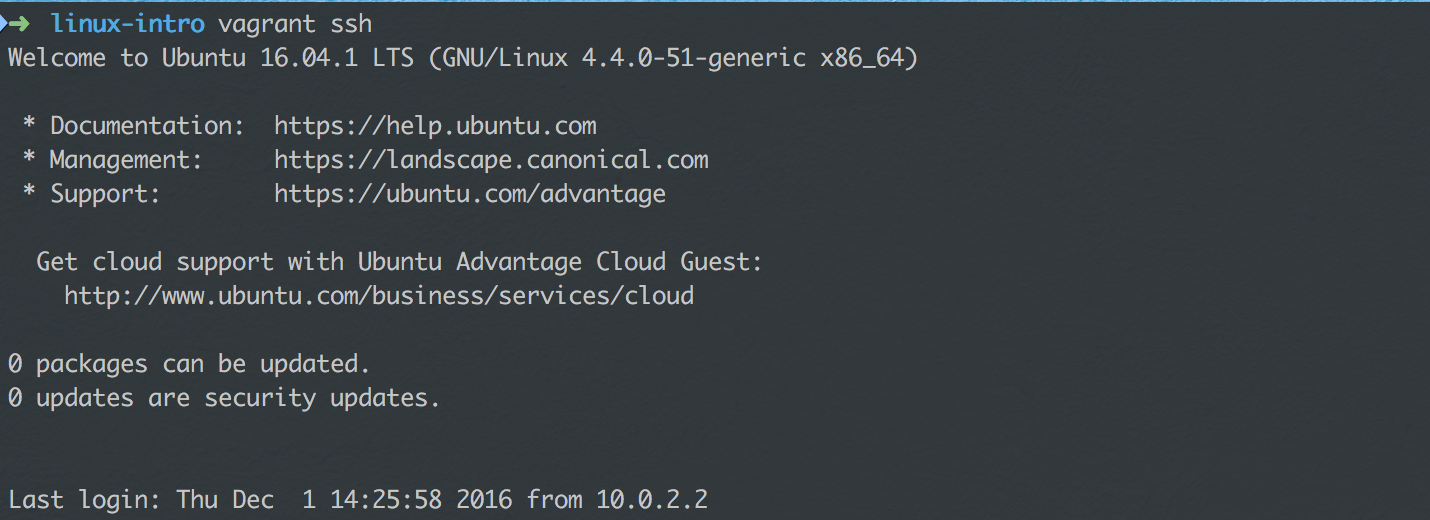 ➜ linux-intro vagrant ssh
Welcome to Ubuntu 16.04.1 LTS (GNU/Linux 4.4.0-51-generic x86_64)
* Documentation: https://help.ubuntu.com
* Management: https://landscape.canonical.com
* Support: https://ubuntu.com/advantage
Get cloud support with Ubuntu Advantage Cloud Guest:
http://www.ubuntu.com/business/services/cloud
0 packages can be updated.
0 updates are security updates.
Last login: Thu Dec  1 14:25:58 2016 from 10.0.2.2